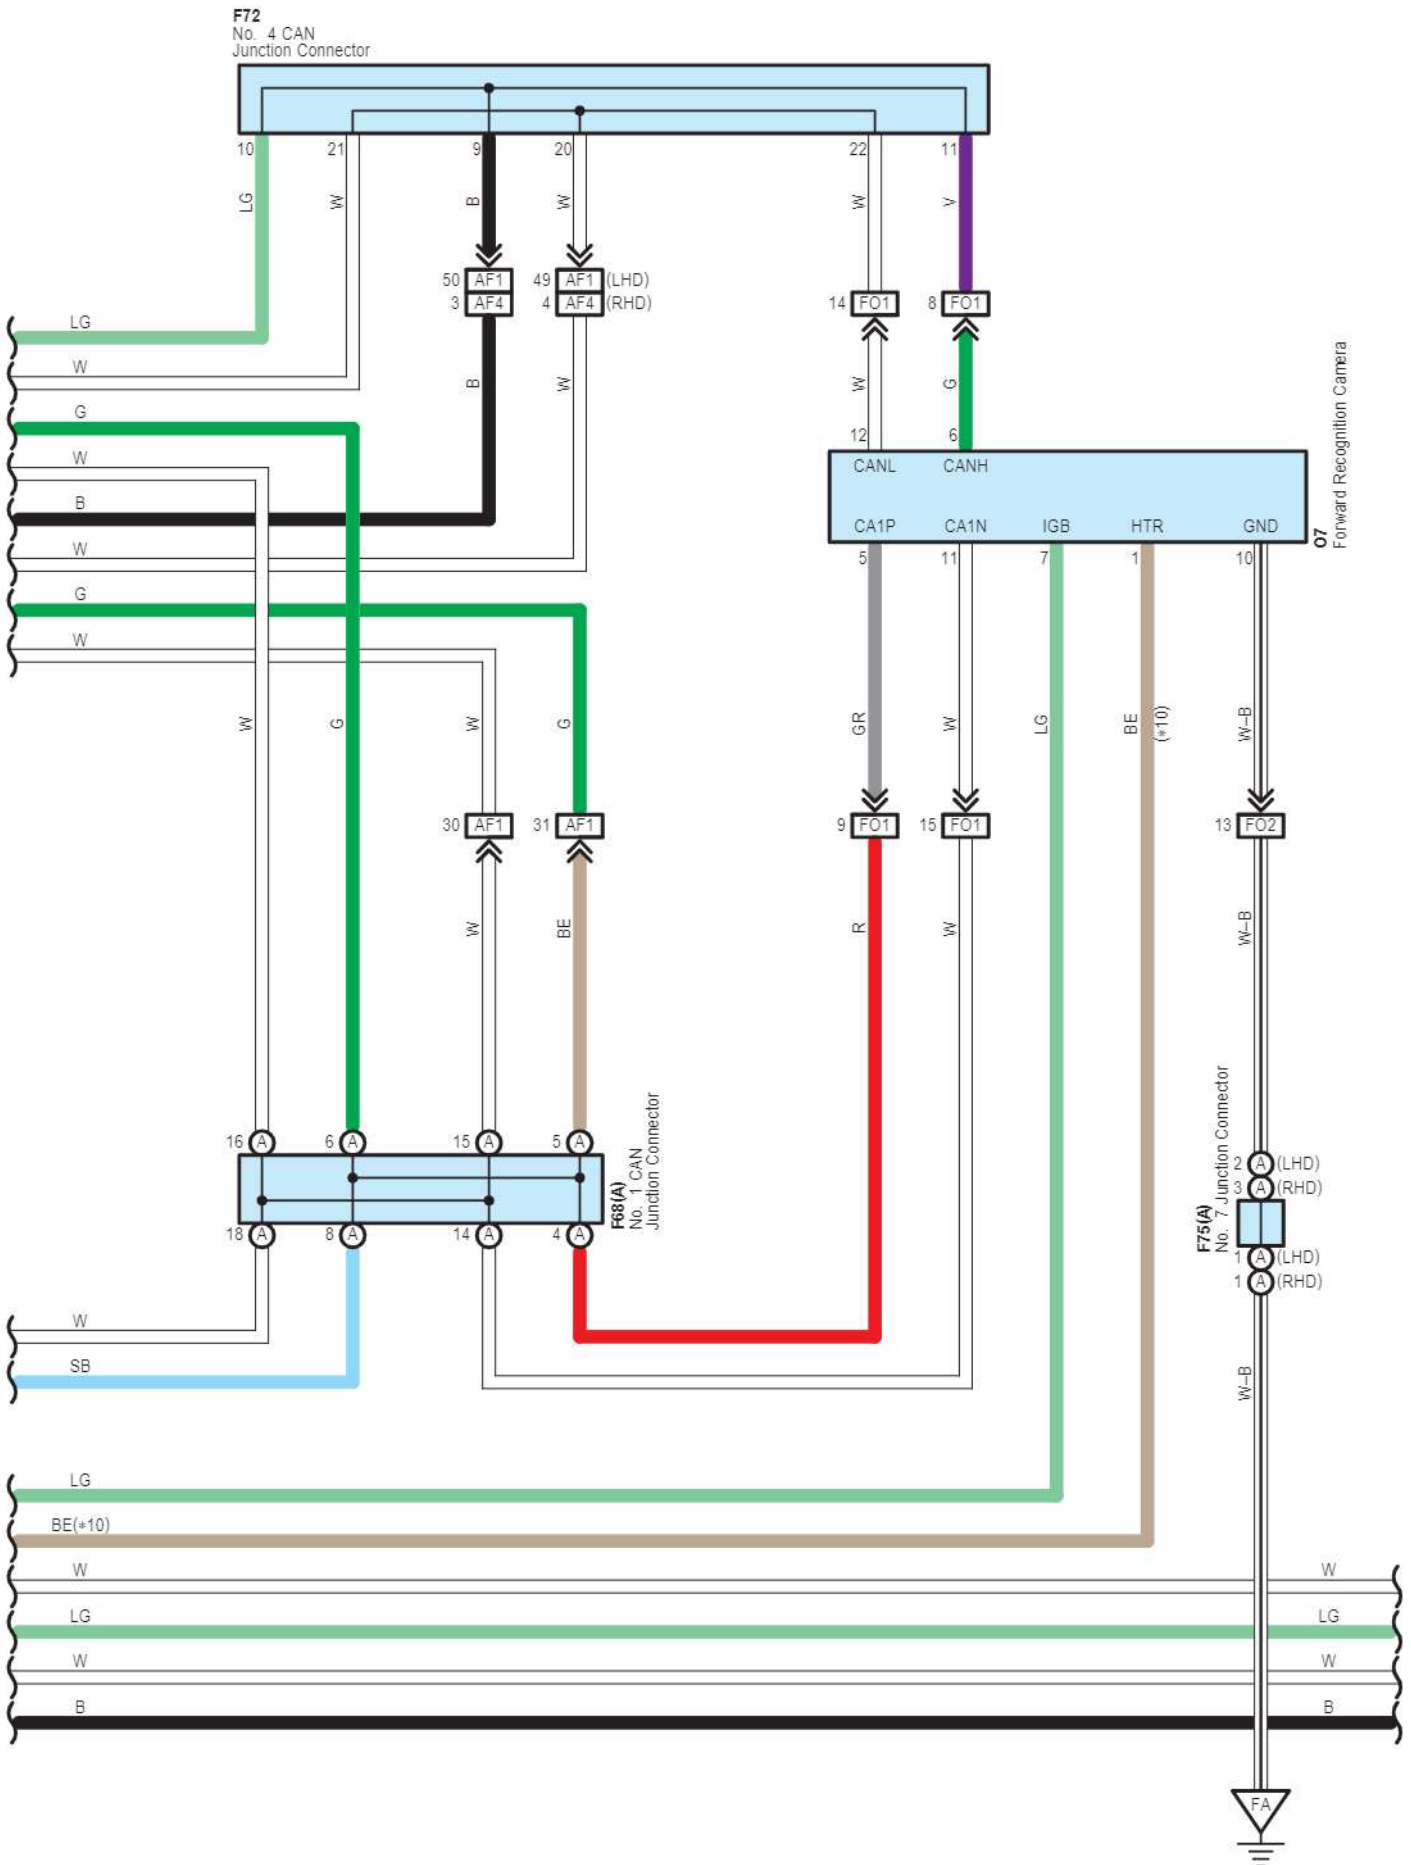 F72
No. 4 CAN
Junction Connector
10 21 9 20 22 11
LG W B W W V
50 AF1 49 AF1 (LHD)
3 AF4 4 AF4 (RHD)
14 FO1 8 FO1
LG
W
B W W G
G
12 6
W
CANL CANH
B
CA1P CA1N IGB HTR GND
O7
Forward Recognition Camera
W
5 11 7 1 10
G
W
W G W G GR W LG BE (*10) W-B
30 AF1 31 AF1 9 FO1 15 FO1 13 FO2
W BE R W W-B
16 A 6 A 15 A 5 A
F68(A)
No. 1 CAN
Junction Connector
18 A 8 A 14 A 4 A
2 A (LHD)
3 A (RHD)
F75(A)
No. 7 Junction Connector
1 A (LHD)
1 A (RHD)
W
SB
W-B
LG
BE(*10)
W W
LG LG
W W
B B
FA